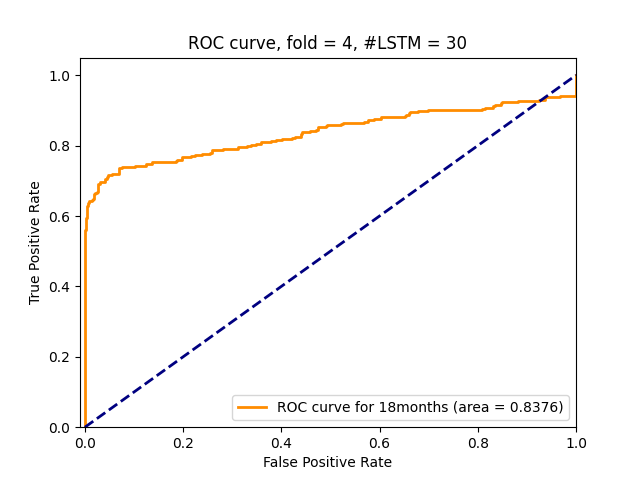 ROC curve, fold = 4, #LSTM = 30
True Positive Rate
1.0
0.8
0.6
0.4
0.2
0.0
ROC curve for 18months (area = 0.8376)
0.0 0.2 0.4 0.6 0.8 1.0
False Positive Rate